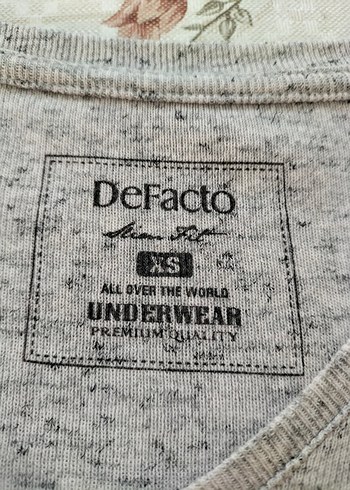 DeFacto
Slim Fit
XS
ALL OVER THE WORLD
UNDERWEAR
PREMIUM QUALITY